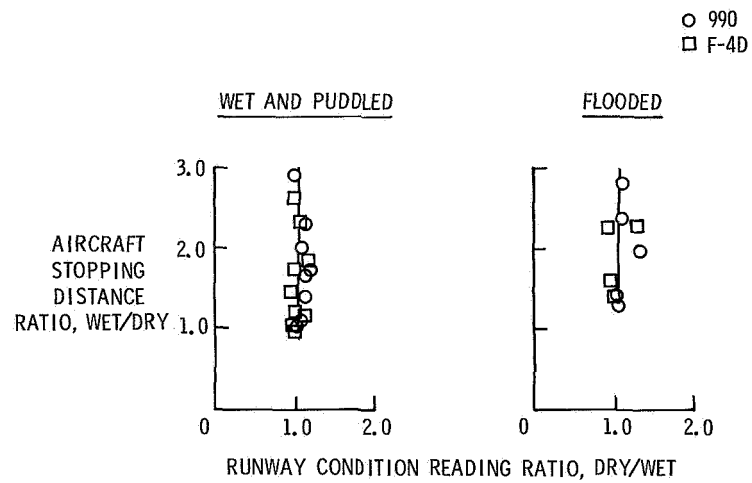 990
F-4D
WET AND PUDDLED
FLOODED
3.0
2.0
1.0
AIRCRAFT
STOPPING
DISTANCE
RATIO, WET/DRY
0 1.0 2.0
0 1.0 2.0
RUNWAY CONDITION READING RATIO, DRY/WET